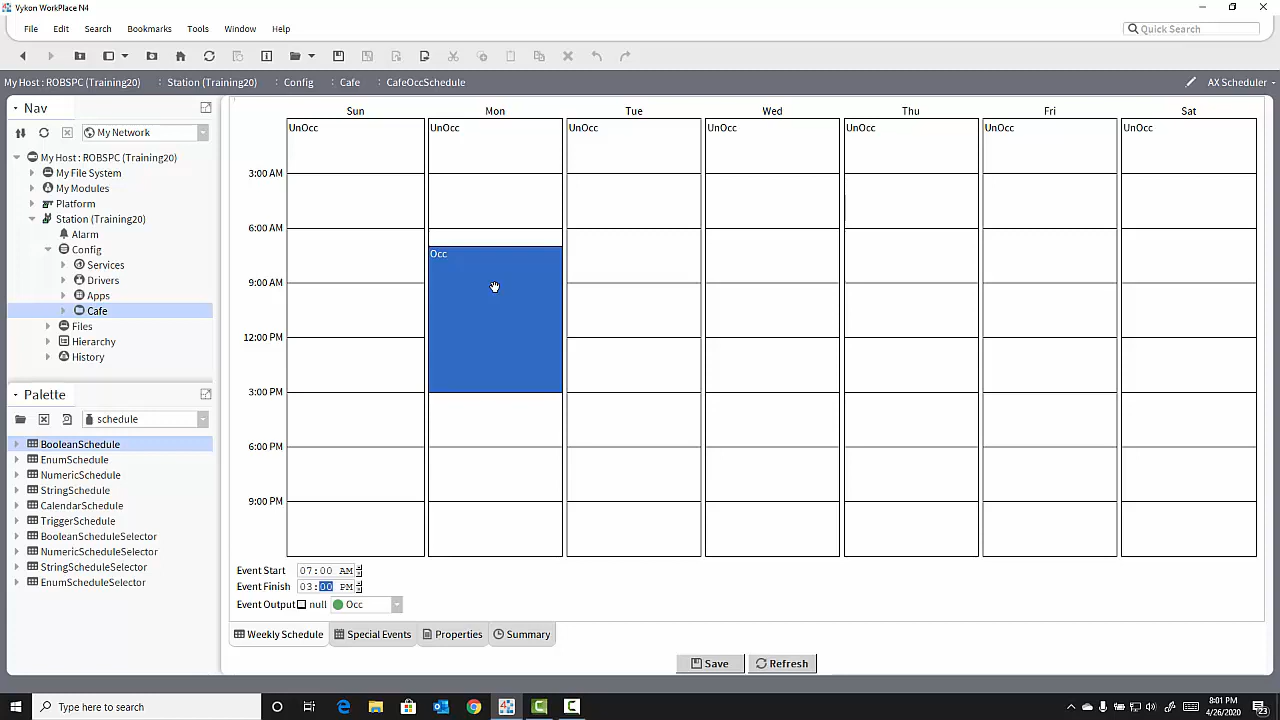 Vykon WorkPlace N4
File Edit Search Bookmarks Tools Window Help
Quick Search
My Host : ROBSPC (Training20) : Station (Training20) : Config : Cafe : CafeOccSchedule
AX Scheduler
Nav
My Network
My Host : ROBSPC (Training20)
My File System
My Modules
Platform
Station (Training20)
Alarm
Config
Services
Drivers
Apps
Cafe
Files
Hierarchy
History
Palette
schedule
BooleanSchedule
EnumSchedule
NumericSchedule
StringSchedule
CalendarSchedule
TriggerSchedule
BooleanScheduleSelector
NumericScheduleSelector
StringScheduleSelector
EnumScheduleSelector
Sun Mon Tue Wed Thu Fri Sat
UnOcc UnOcc UnOcc UnOcc UnOcc UnOcc UnOcc
3:00 AM
6:00 AM
Occ
9:00 AM
12:00 PM
3:00 PM
6:00 PM
9:00 PM
Event Start 07:00 AM
Event Finish 03:00 PM
Event Output null Occ
Weekly Schedule Special Events Properties Summary
Save Refresh
Type here to search
8:01 PM
4/26/2020